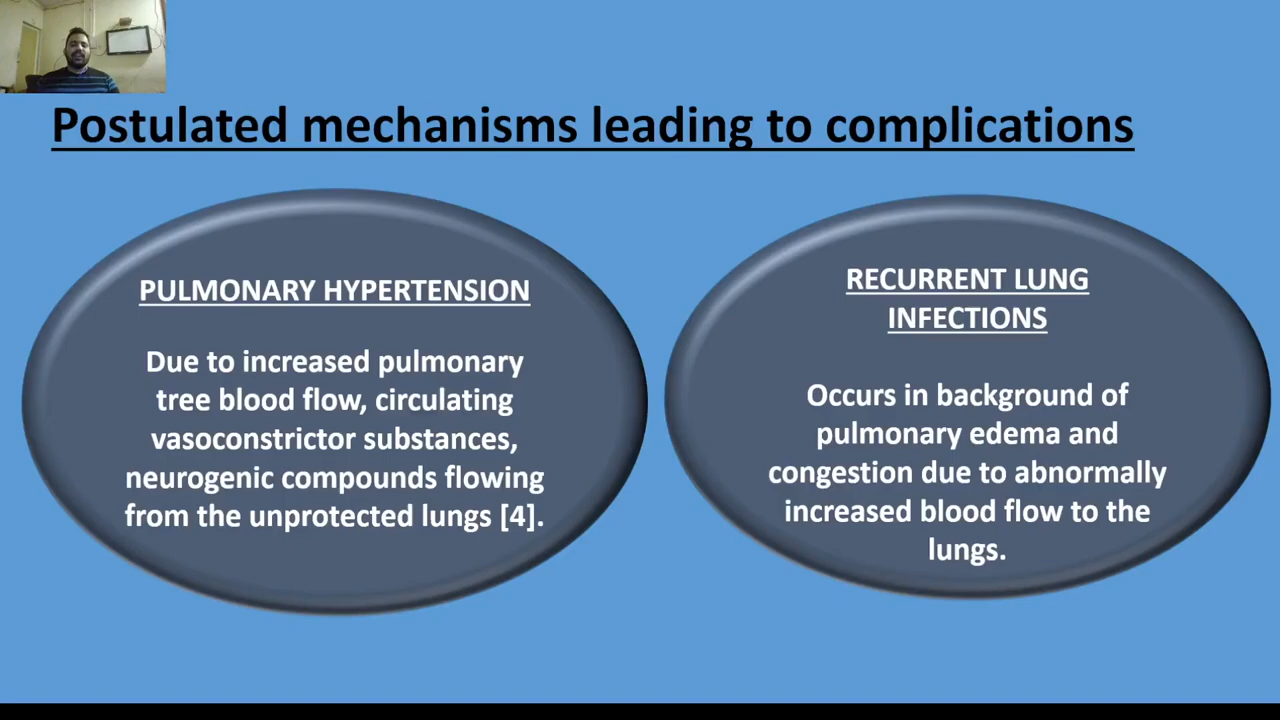 Postulated mechanisms leading to complications
PULMONARY HYPERTENSION
Due to increased pulmonary
tree blood flow, circulating
vasoconstrictor substances,
neurogenic compounds flowing
from the unprotected lungs [4].
RECURRENT LUNG
INFECTIONS
Occurs in background of
pulmonary edema and
congestion due to abnormally
increased blood flow to the
lungs.